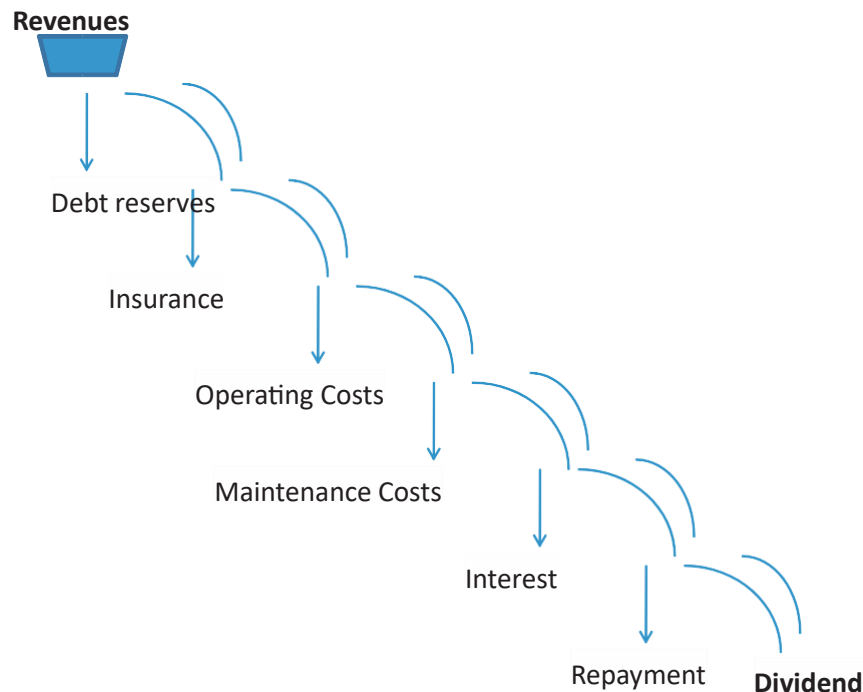 Revenues
Debt reserves
Insurance
Operating Costs
Maintenance Costs
Interest
Repayment
Dividend